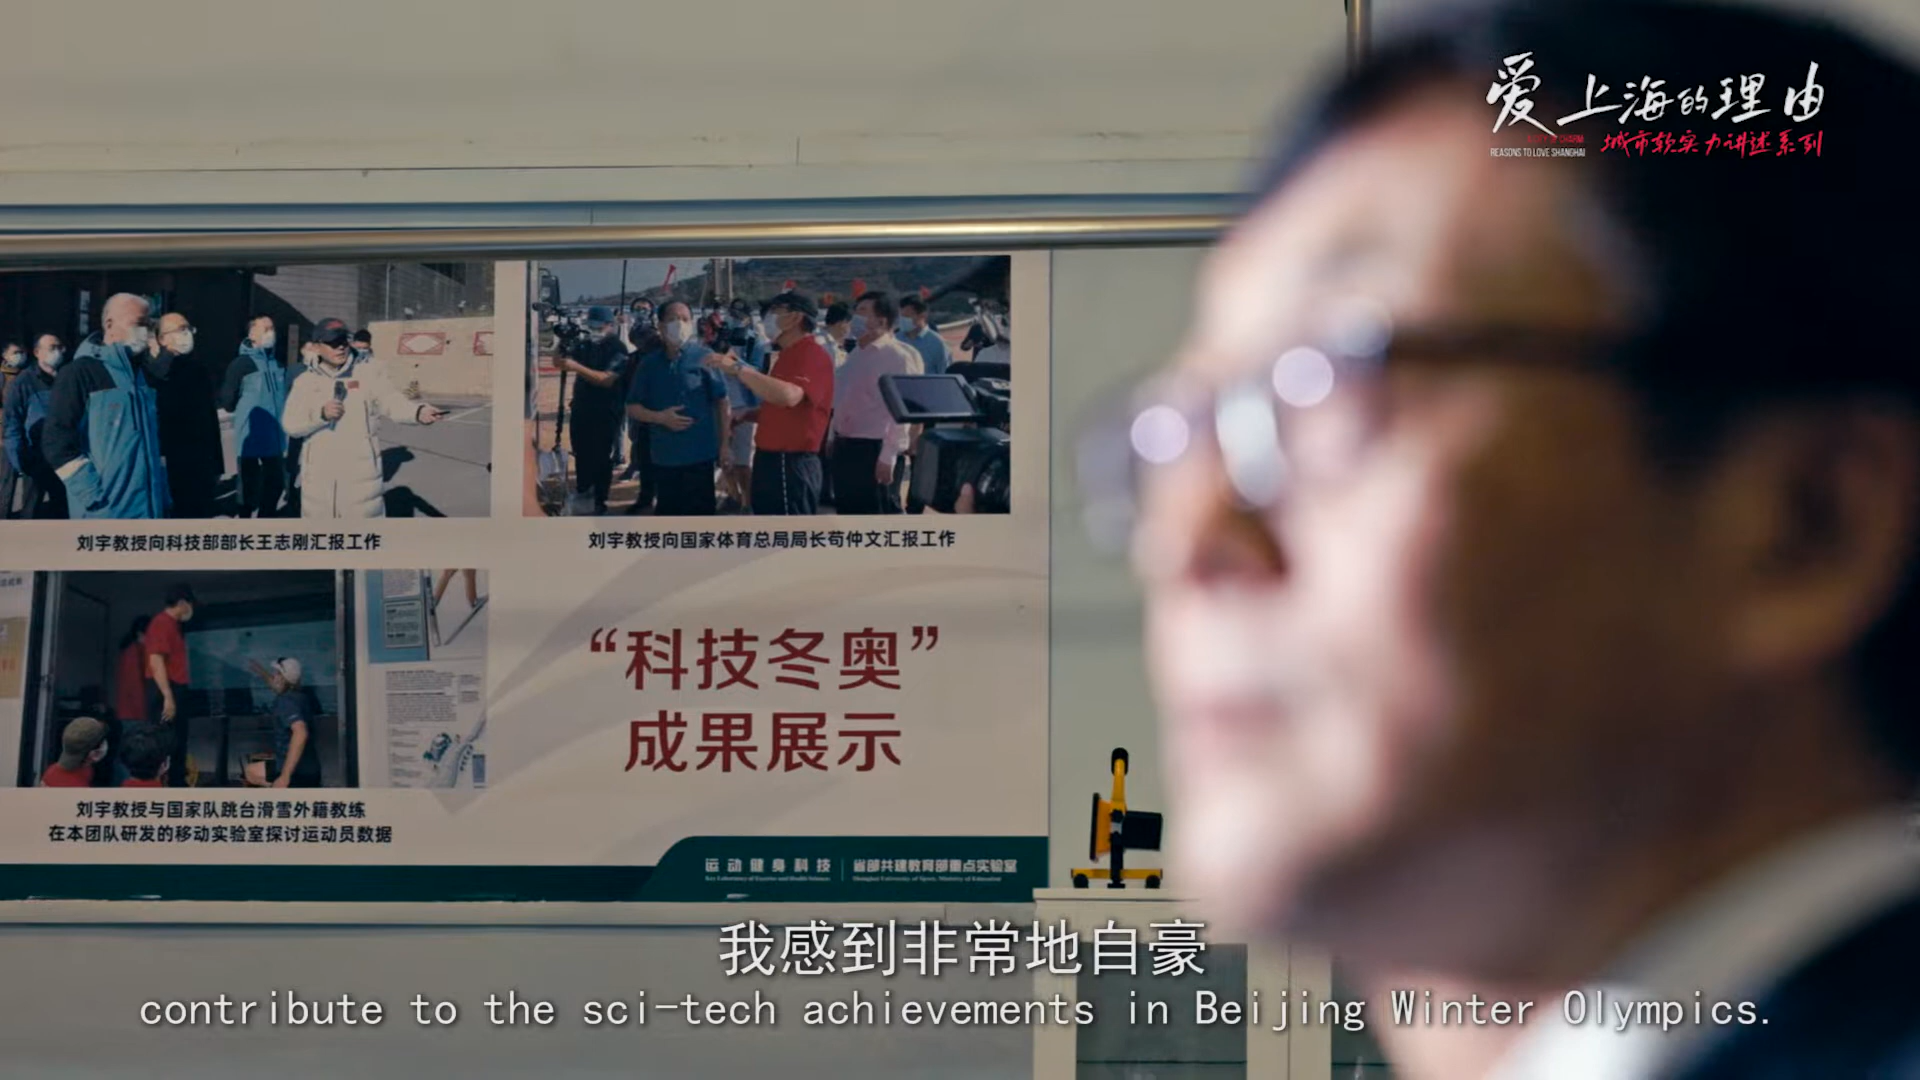 爱上海的理由
REASONS TO LOVE SHANGHAI
城市软实力讲述系列
刘宇教授向科技部部长王志刚汇报工作
刘宇教授向国家体育总局局长苟仲文汇报工作
“科技冬奥”
成果展示
刘宇教授与国家队跳台滑雪外籍教练
在本团队研发的移动实验室探讨运动员数据
运动健身科技
省部共建教育部重点实验室
我感到非常地自豪
contribute to the sci-tech achievements in Beijing Winter Olympics.